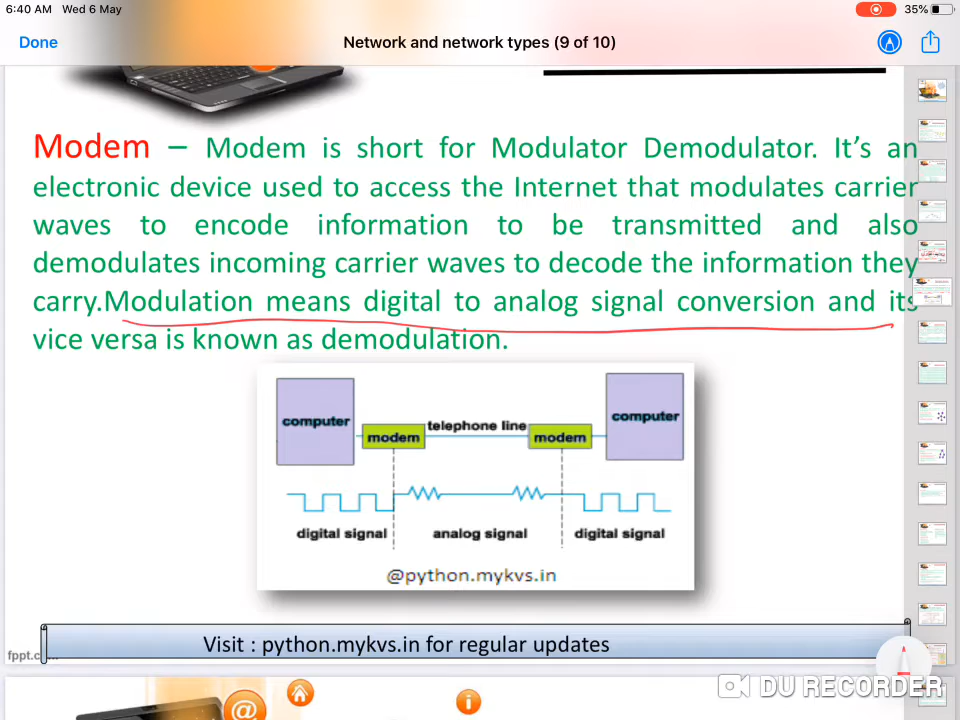 6:40 AM Wed 6 May
35%
Done
Network and network types (9 of 10)
Modem – Modem is short for Modulator Demodulator. It's an
electronic device used to access the Internet that modulates carrier
waves to encode information to be transmitted and also
demodulates incoming carrier waves to decode the information they
carry.Modulation means digital to analog signal conversion and its
vice versa is known as demodulation.
computer
modem
telephone line
modem
computer
digital signal
analog signal
digital signal
@python.mykvs.in
Visit : python.mykvs.in for regular updates
DU RECORDER
@
i